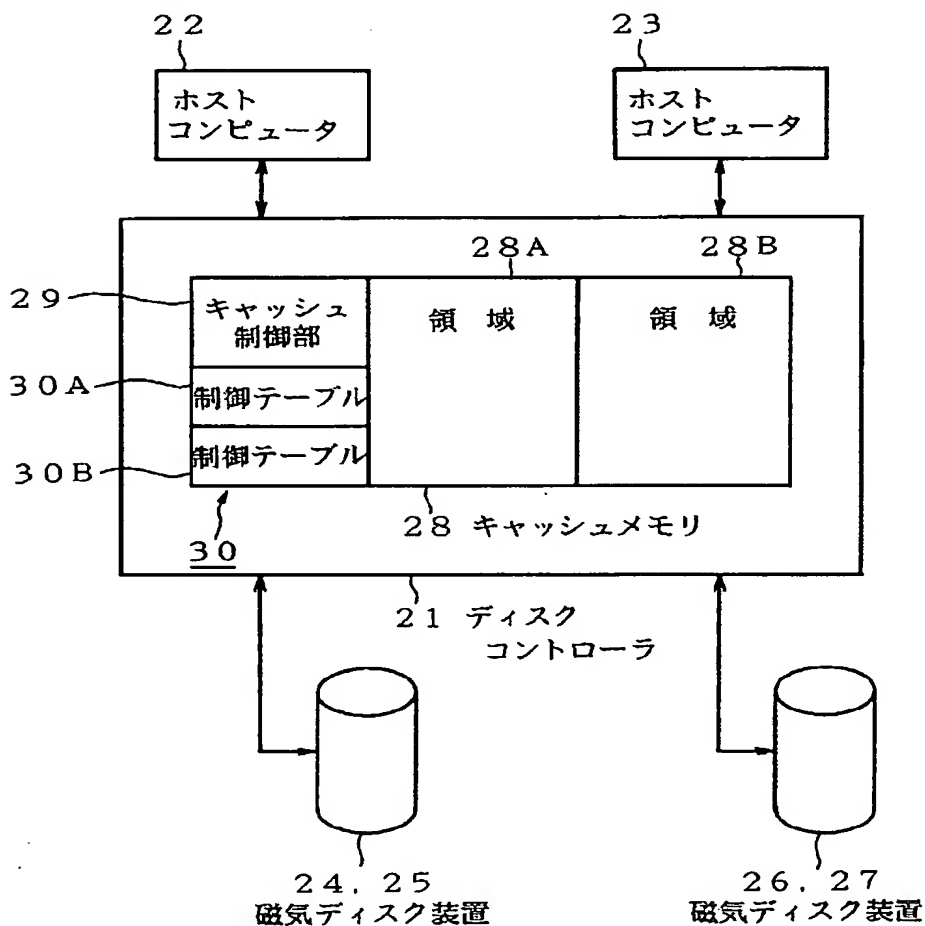 22
23
ホスト
コンピュータ
ホスト
コンピュータ
28A
28B
29
キャッシュ
制御部
領 域
領 域
30A
制御テーブル
30B
制御テーブル
30
28 キャッシュメモリ
21 ディスク
コントローラ
24, 25
磁気ディスク装置
26, 27
磁気ディスク装置